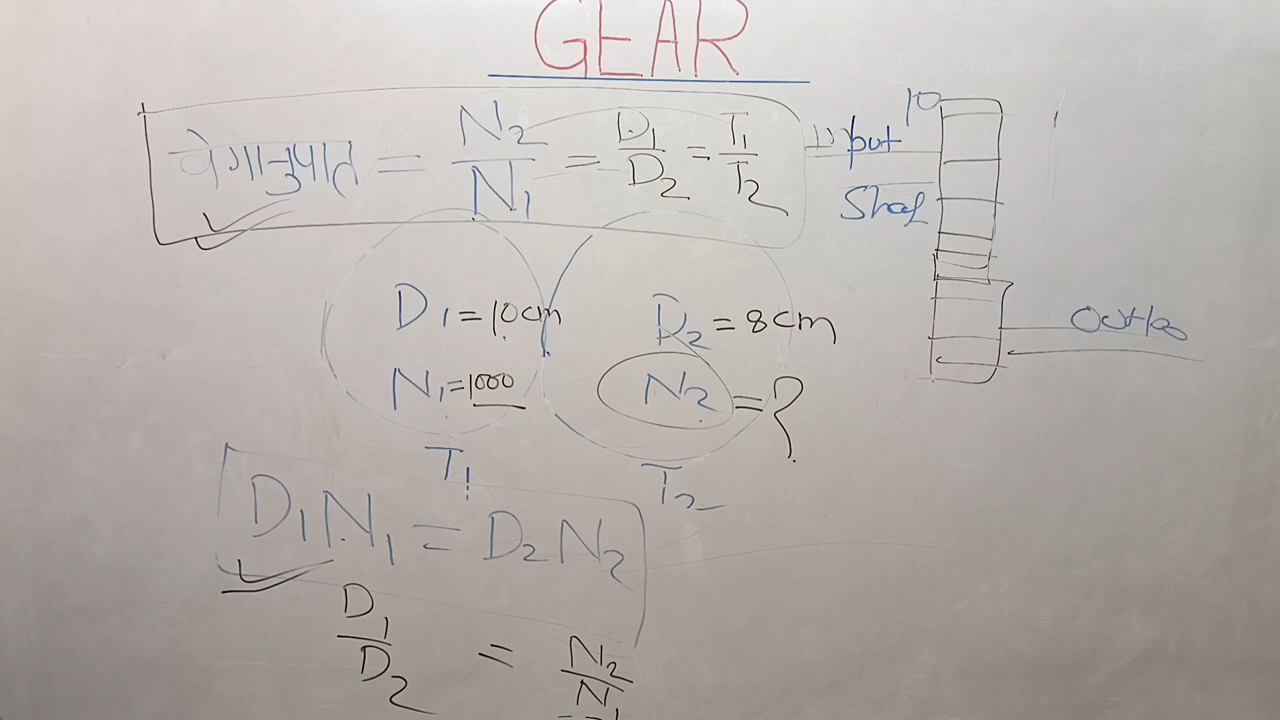 GEAR
वेगानुपात = N₂/N₁ = D₁/D₂ = T₁/T₂
10
Input
Shaf
D₁ = 10cm
D₂ = 8cm
N₁ = 1000
N₂ = ?
T₁
T₂
D₁N₁ = D₂N₂
D₁/D₂ = N₂/N₁